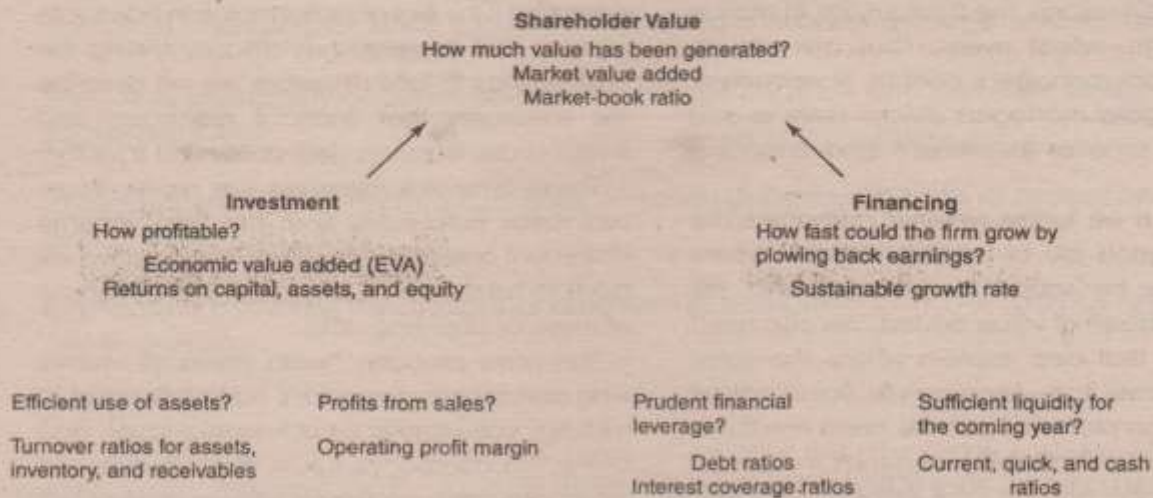 Shareholder Value
How much value has been generated?
Market value added
Market-book ratio
Investment
How profitable?
Economic value added (EVA)
Returns on capital, assets, and equity
Financing
How fast could the firm grow by
plowing back earnings?
Sustainable growth rate
Efficient use of assets?
Turnover ratios for assets,
inventory, and receivables
Profits from sales?
Operating profit margin
Prudent financial
leverage?
Debt ratios
Interest coverage ratios
Sufficient liquidity for
the coming year?
Current, quick, and cash
ratios